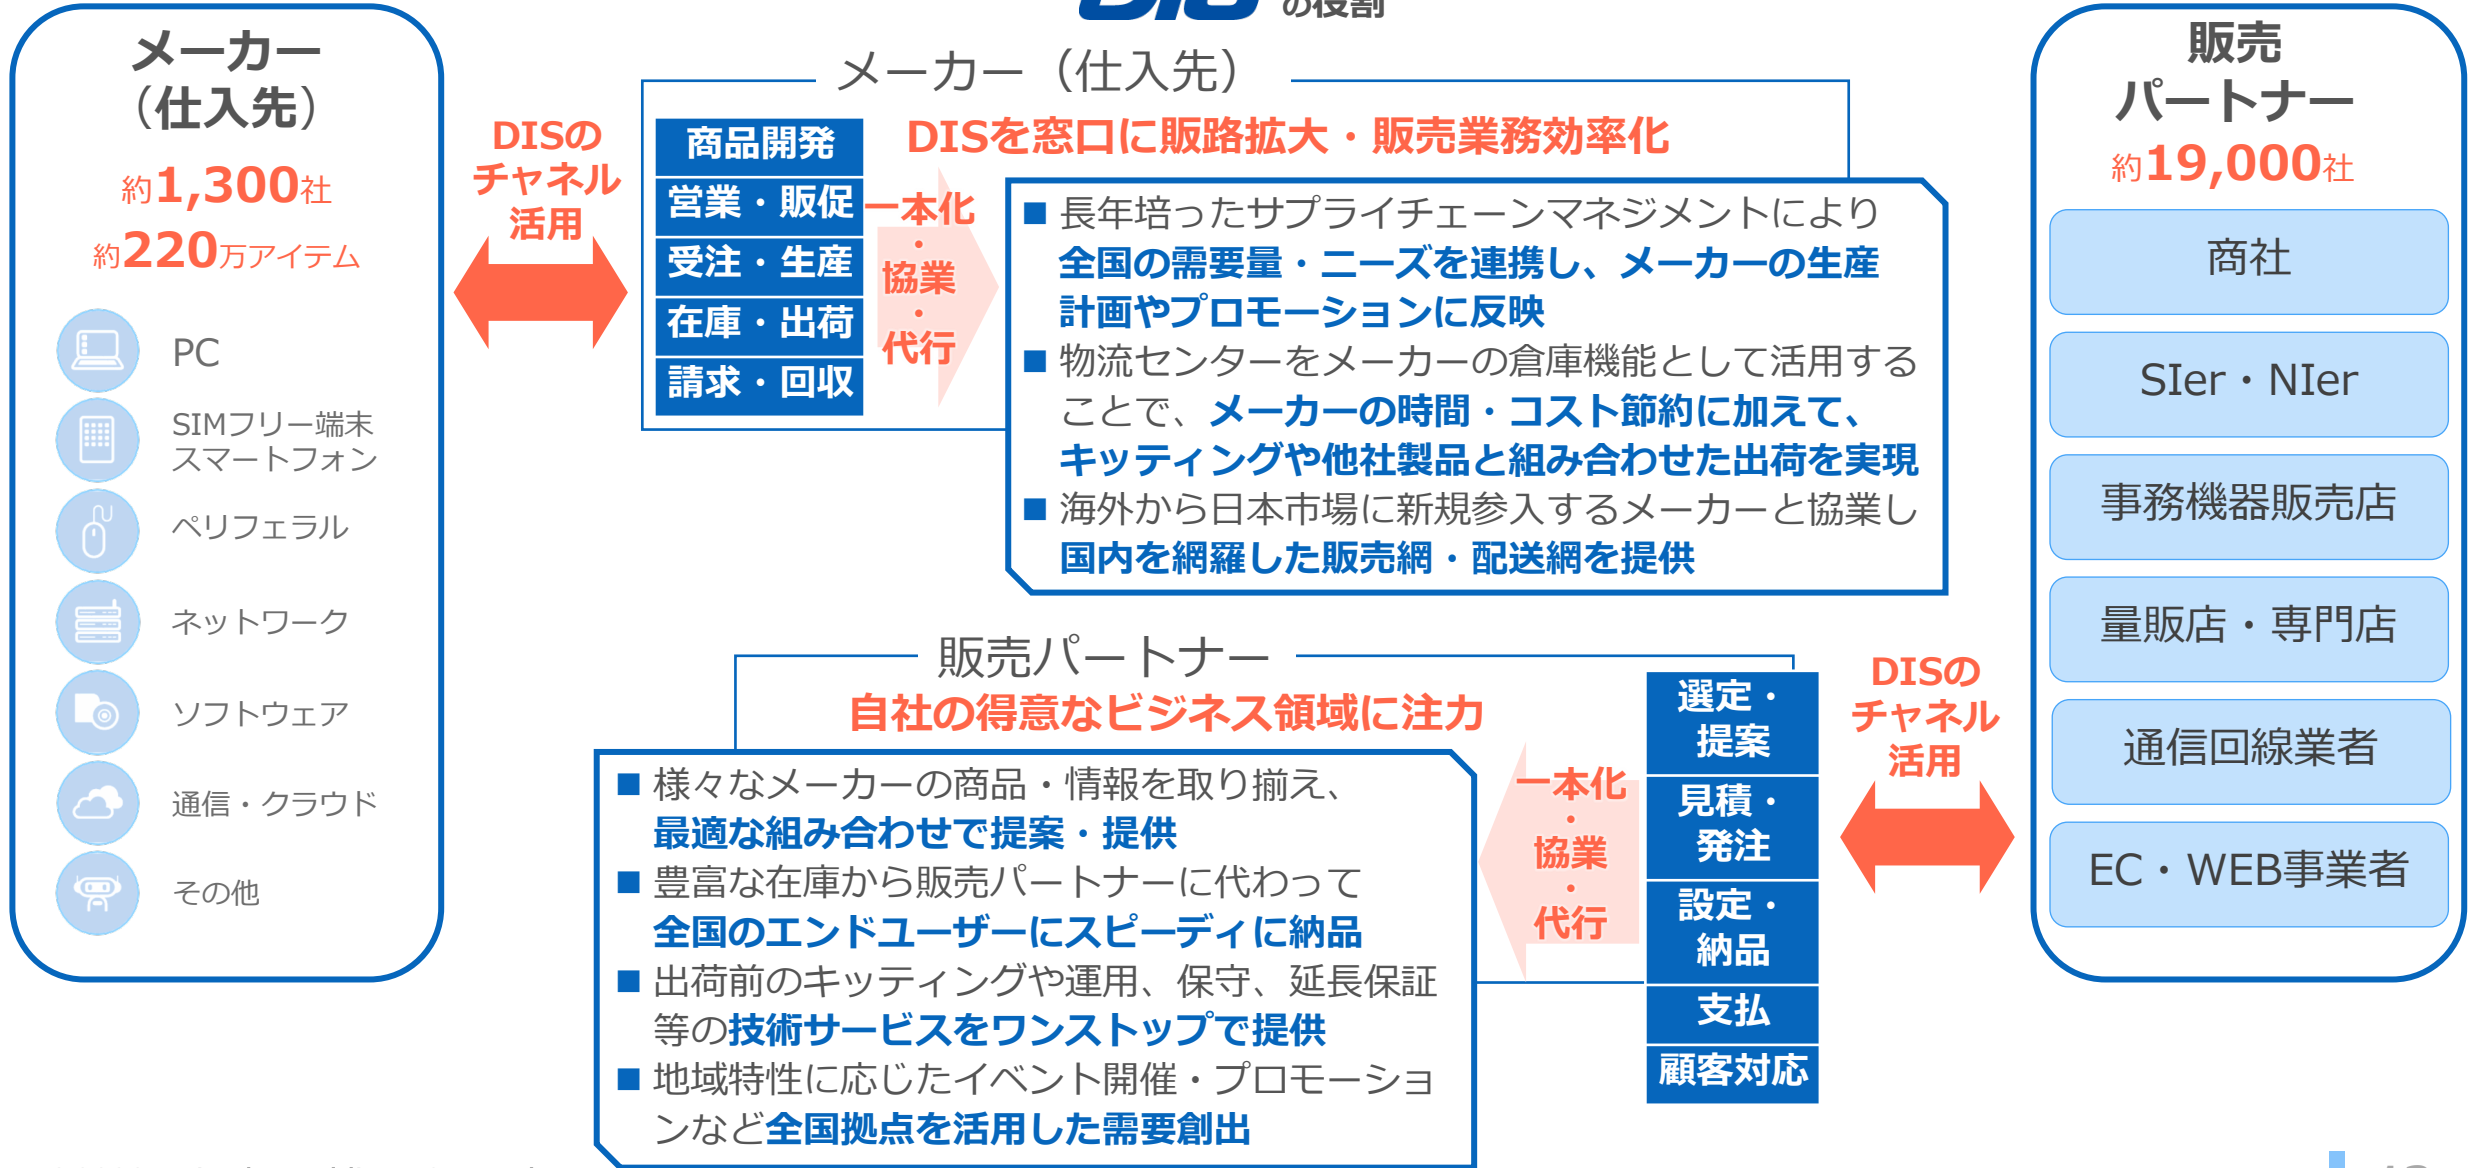 DIS の役割
メーカー
（仕入先）
約1,300社
約220万アイテム
PC
SIMフリー端末
スマートフォン
ペリフェラル
ネットワーク
ソフトウェア
通信・クラウド
その他
DISの
チャネル
活用
メーカー（仕入先）
DISを窓口に販路拡大・販売業務効率化
商品開発
営業・販促
受注・生産
在庫・出荷
請求・回収
一本化
・
協業
・
代行
■ 長年培ったサプライチェーンマネジメントにより
全国の需要量・ニーズを連携し、メーカーの生産
計画やプロモーションに反映
■ 物流センターをメーカーの倉庫機能として活用する
ことで、メーカーの時間・コスト節約に加えて、
キッティングや他社製品と組み合わせた出荷を実現
■ 海外から日本市場に新規参入するメーカーと協業し
国内を網羅した販売網・配送網を提供
販売パートナー
自社の得意なビジネス領域に注力
■ 様々なメーカーの商品・情報を取り揃え、
最適な組み合わせで提案・提供
■ 豊富な在庫から販売パートナーに代わって
全国のエンドユーザーにスピーディに納品
■ 出荷前のキッティングや運用、保守、延長保証
等の技術サービスをワンストップで提供
■ 地域特性に応じたイベント開催・プロモーショ
ンなど全国拠点を活用した需要創出
一本化
・
協業
・
代行
選定・
提案
見積・
発注
設定・
納品
支払
顧客対応
DISの
チャネル
活用
販売
パートナー
約19,000社
商社
SIer・NIer
事務機器販売店
量販店・専門店
通信回線業者
EC・WEB事業者